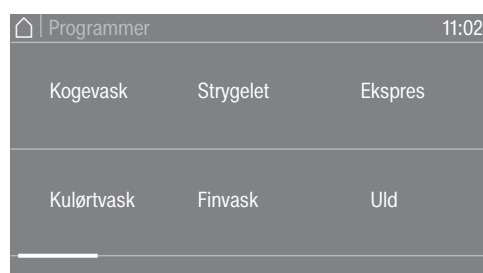 Programmer 11:02
Kogevask Strygelet Ekspres
Kulørtvask Finvask Uld